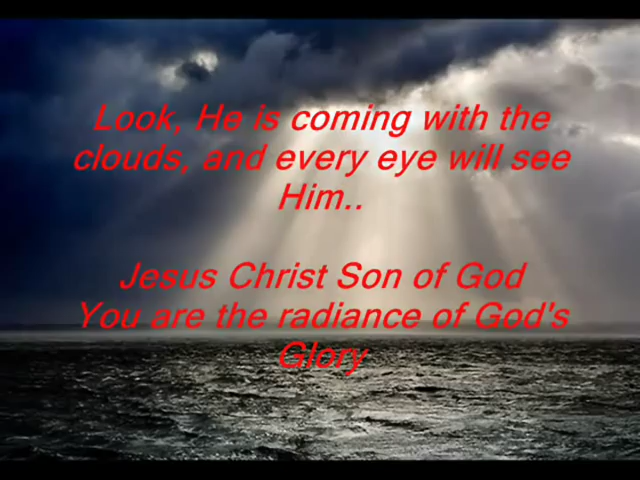 Look, He is coming with the
clouds, and every eye will see
Him..
Jesus Christ Son of God
You are the radiance of God's
Glory